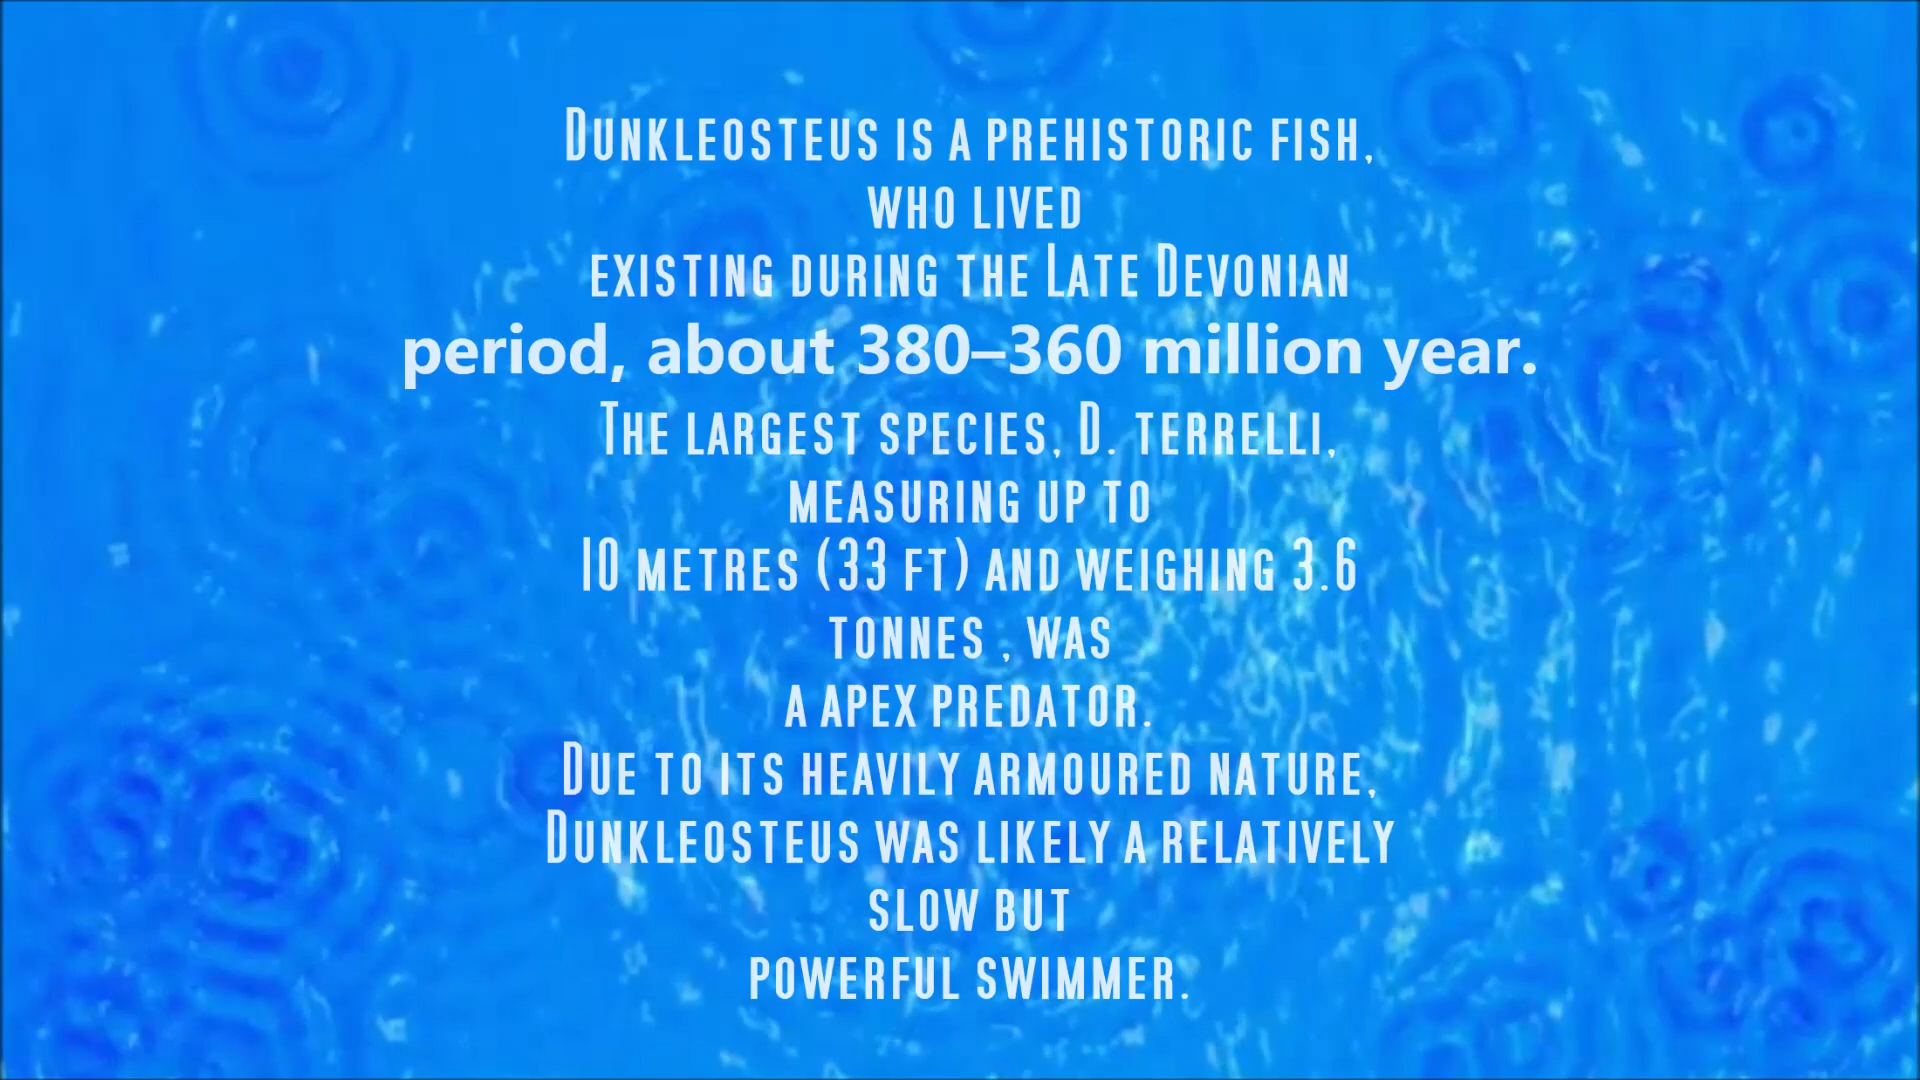 Dunkleosteus is a prehistoric fish,
who lived
existing during the Late Devonian
period, about 380–360 million year.
The largest species, D. terrelli,
measuring up to
10 metres (33 ft) and weighing 3.6
tonnes , was
a apex predator.
Due to its heavily armoured nature,
Dunkleosteus was likely a relatively
slow but
powerful swimmer.